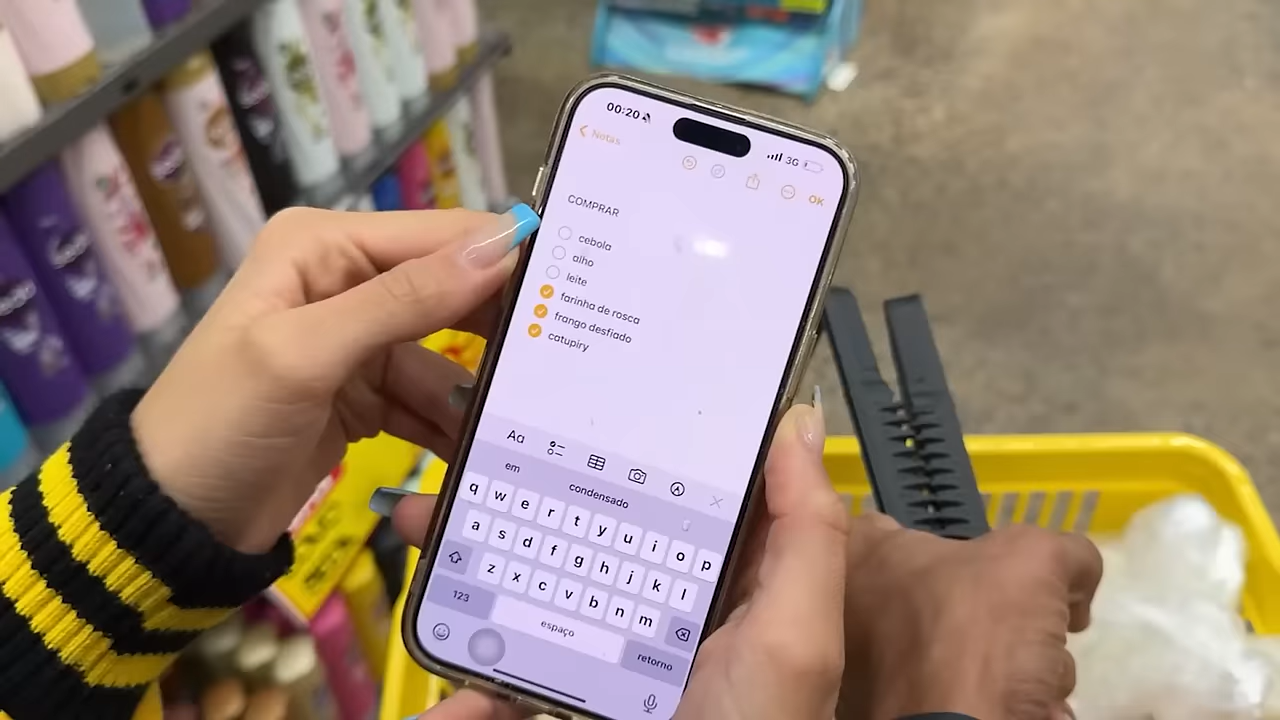 00:20
3G
Notas
OK
COMPRAR
cebola
alho
leite
farinha de rosca
frango desfiado
catupiry
Aa
em
condensado
q w e r t y u i o p
a s d f g h j k l
z x c v b n m
123
espaço
retorno